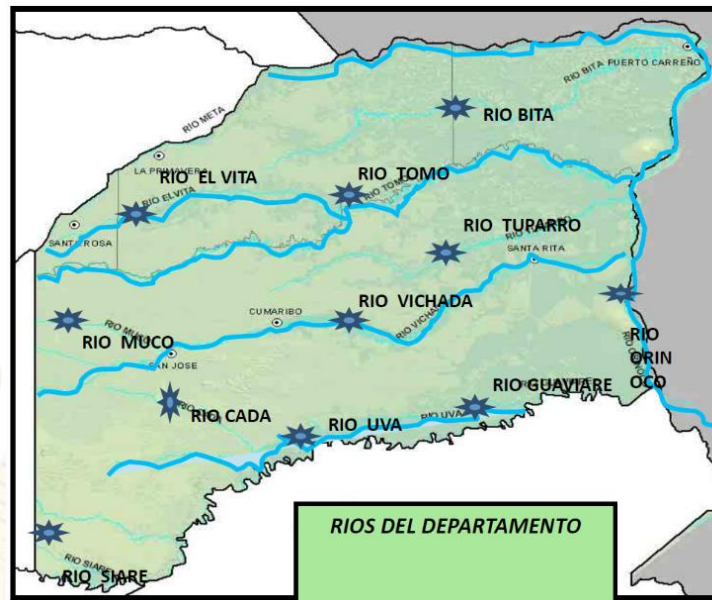 PUERTO CARREÑO
RIO BITA
RIO BITA
RIO META
LA PRIMAVERA
RIO EL VITA
RIO ELVITA
RIO TOMO
RIO TOMO
SANTA ROSA
RIO TUPARRO
SANTA RITA
RIO VICHADA
RIO VICHADA
CUMARIBO
RIO MUCO
SAN JOSE
RIO
ORIN
OCO
RIO GUAVIARE
RIO CADA
RIO UVA
RIO UVA
RIOS DEL DEPARTAMENTO
RIO SIARE
RIO SIARE